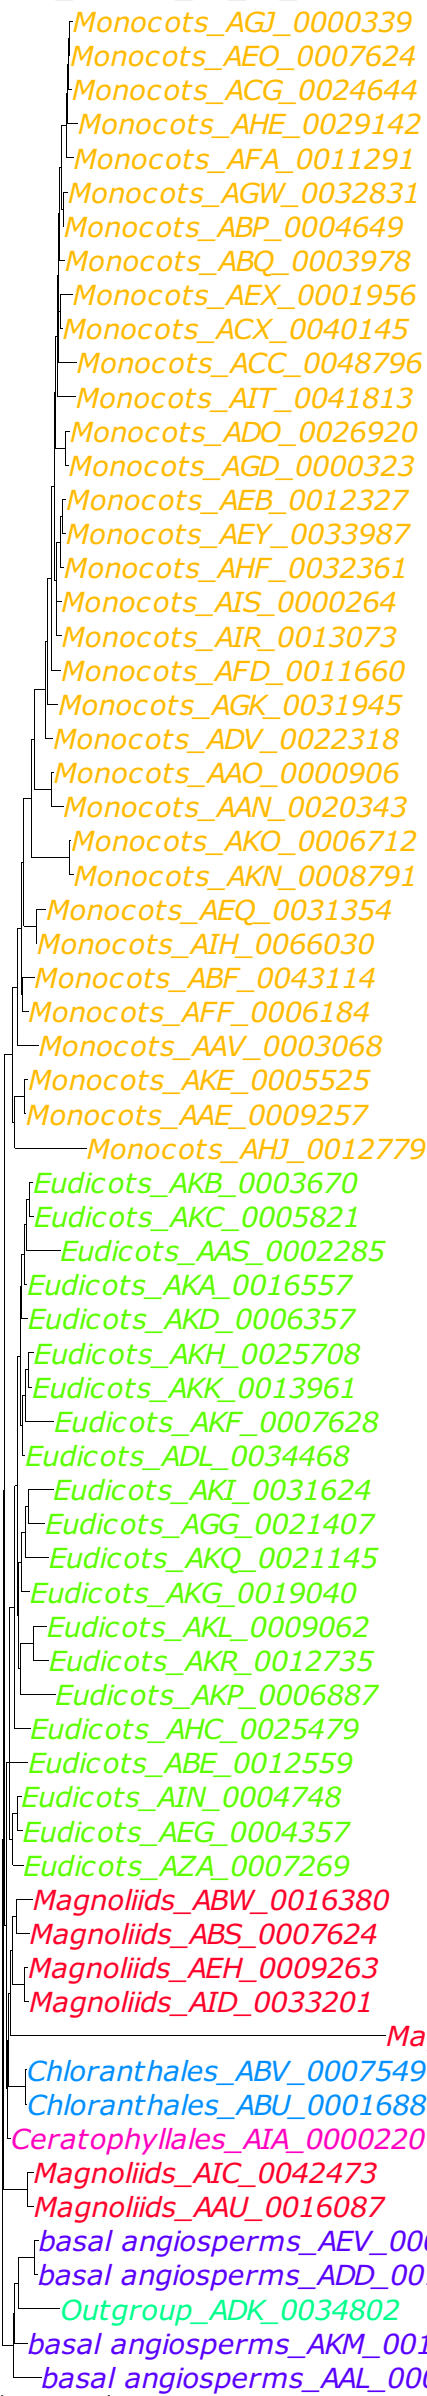 Monocots_AGJ_0000339
Monocots_AEO_0007624
Monocots_ACG_0024644
Monocots_AHE_0029142
Monocots_AFA_0011291
Monocots_AGW_0032831
Monocots_ABP_0004649
Monocots_ABQ_0003978
Monocots_AEX_0001956
Monocots_ACX_0040145
Monocots_ACC_0048796
Monocots_AIT_0041813
Monocots_ADO_0026920
Monocots_AGD_0000323
Monocots_AEB_0012327
Monocots_AEY_0033987
Monocots_AHF_0032361
Monocots_AIS_0000264
Monocots_AIR_0013073
Monocots_AFD_0011660
Monocots_AGK_0031945
Monocots_ADV_0022318
Monocots_AAO_0000906
Monocots_AAN_0020343
Monocots_AKO_0006712
Monocots_AKN_0008791
Monocots_AEQ_0031354
Monocots_AIH_0066030
Monocots_ABF_0043114
Monocots_AFF_0006184
Monocots_AAV_0003068
Monocots_AKE_0005525
Monocots_AAE_0009257
Monocots_AHJ_0012779
Eudicots_AKB_0003670
Eudicots_AKC_0005821
Eudicots_AAS_0002285
Eudicots_AKA_0016557
Eudicots_AKD_0006357
Eudicots_AKH_0025708
Eudicots_AKK_0013961
Eudicots_AKF_0007628
Eudicots_ADL_0034468
Eudicots_AKI_0031624
Eudicots_AGG_0021407
Eudicots_AKQ_0021145
Eudicots_AKG_0019040
Eudicots_AKL_0009062
Eudicots_AKR_0012735
Eudicots_AKP_0006887
Eudicots_AHC_0025479
Eudicots_ABE_0012559
Eudicots_AIN_0004748
Eudicots_AEG_0004357
Eudicots_AZA_0007269
Magnoliids_ABW_0016380
Magnoliids_ABS_0007624
Magnoliids_AEH_0009263
Magnoliids_AID_0033201
Ma
Chloranthales_ABV_0007549
Chloranthales_ABU_0001688
Ceratophyllales_AIA_0000220
Magnoliids_AIC_0042473
Magnoliids_AAU_0016087
basal angiosperms_AEV_00
basal angiosperms_ADD_00
Outgroup_ADK_0034802
basal angiosperms_AKM_001
basal angiosperms_AAL_000